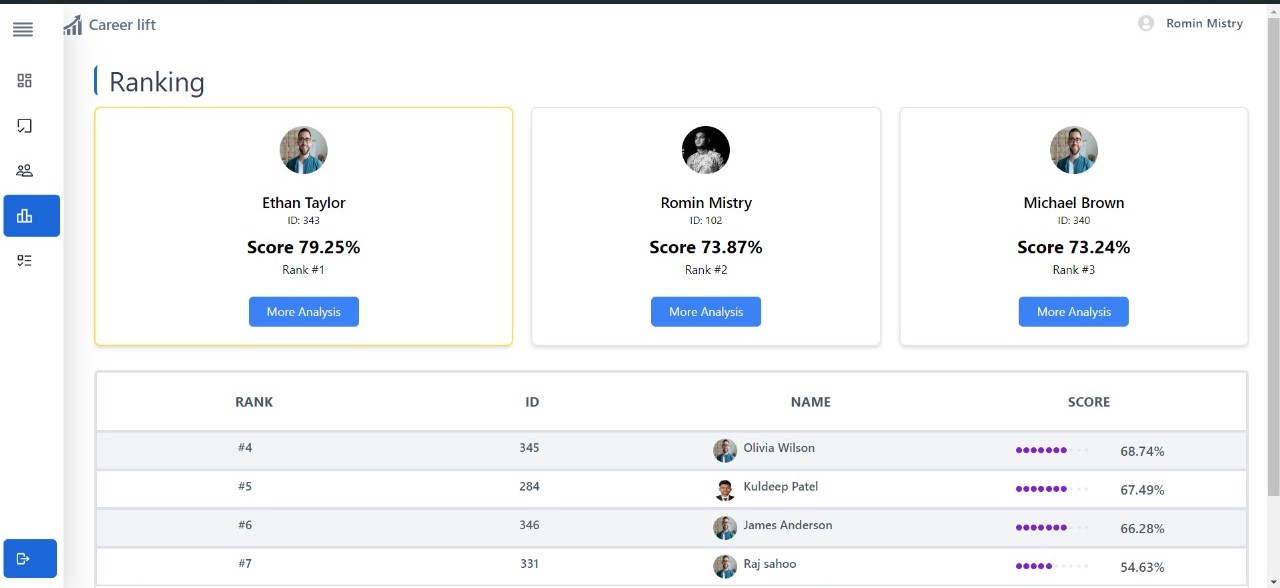 Career lift
Romin Mistry
Ranking
Ethan Taylor
ID: 343
Score 79.25%
Rank #1
More Analysis
Romin Mistry
ID: 102
Score 73.87%
Rank #2
More Analysis
Michael Brown
ID: 340
Score 73.24%
Rank #3
More Analysis
RANK ID NAME SCORE
#4 345 Olivia Wilson 68.74%
#5 284 Kuldeep Patel 67.49%
#6 346 James Anderson 66.28%
#7 331 Raj sahoo 54.63%